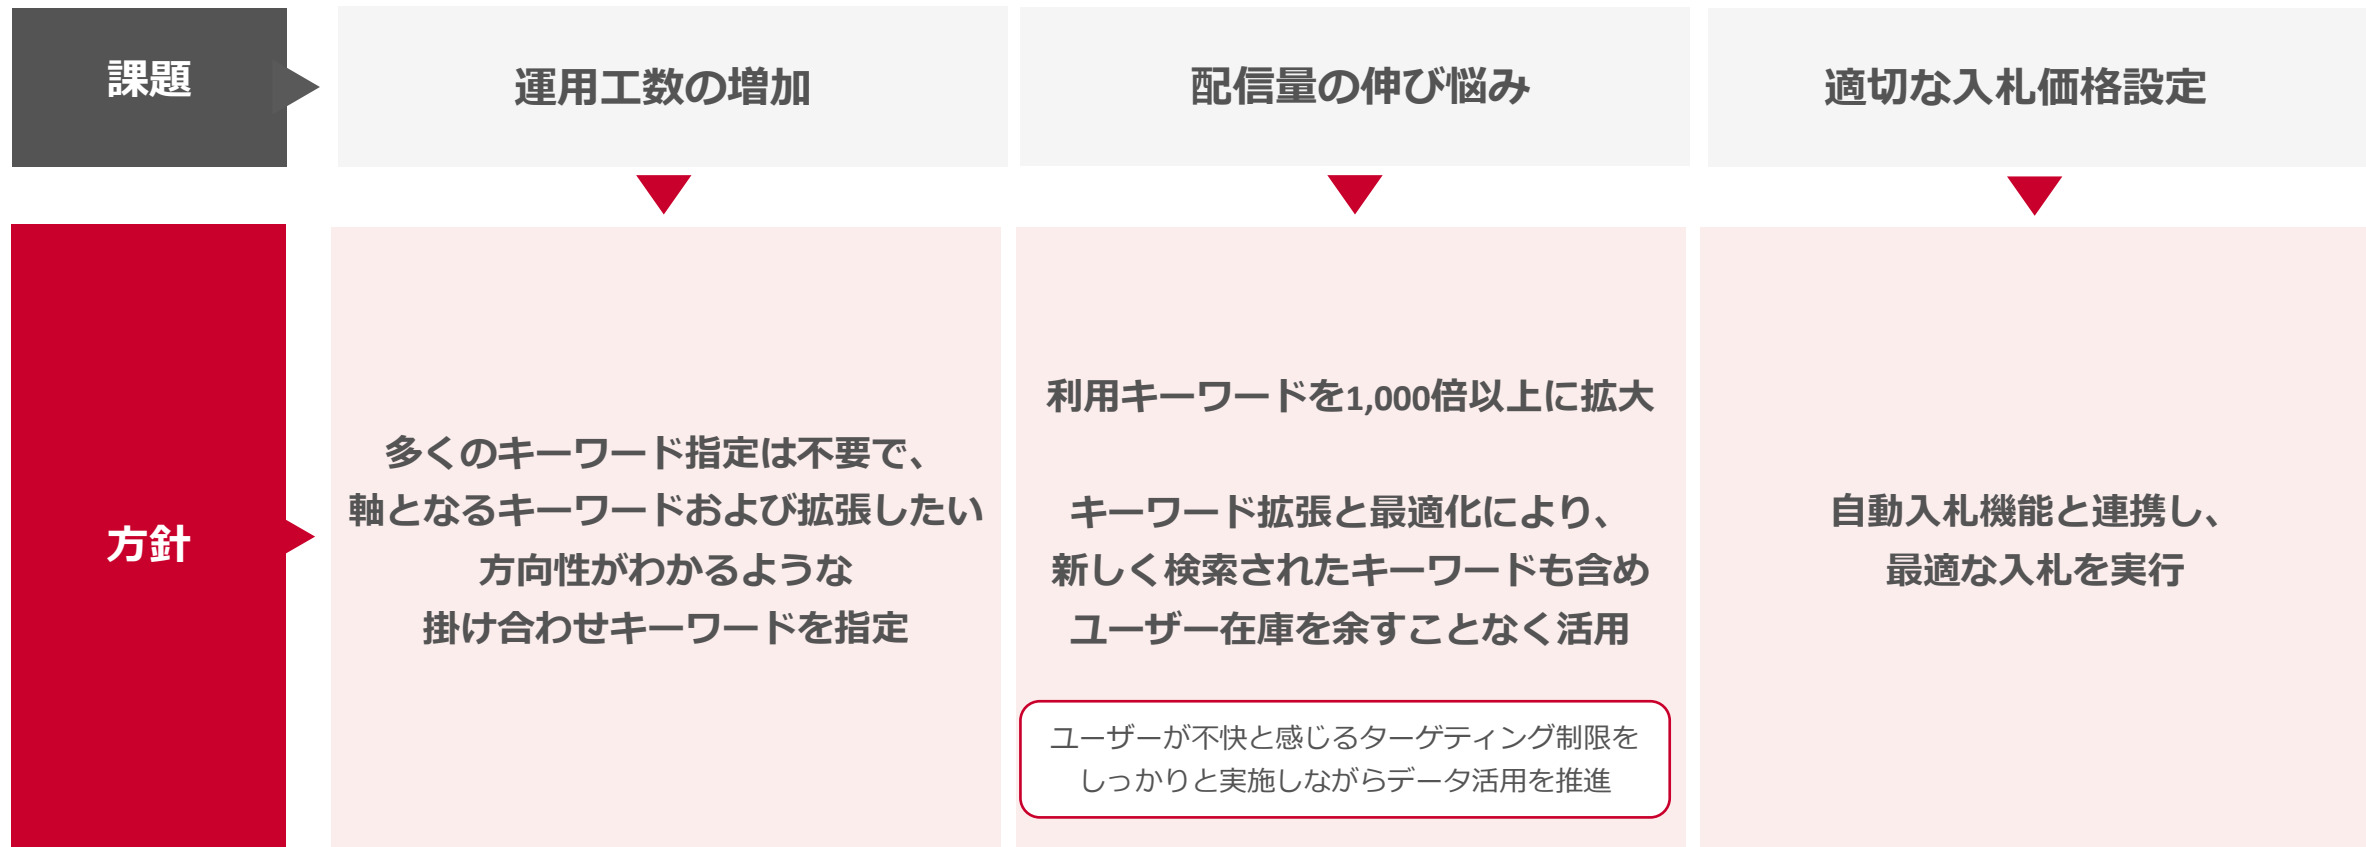 課題
運用工数の増加
配信量の伸び悩み
適切な入札価格設定
方針
多くのキーワード指定は不要で、
軸となるキーワードおよび拡張したい
方向性がわかるような
掛け合わせキーワードを指定
利用キーワードを1,000倍以上に拡大
キーワード拡張と最適化により、
新しく検索されたキーワードも含め
ユーザー在庫を余すことなく活用
ユーザーが不快と感じるターゲティング制限を
しっかりと実施しながらデータ活用を推進
自動入札機能と連携し、
最適な入札を実行